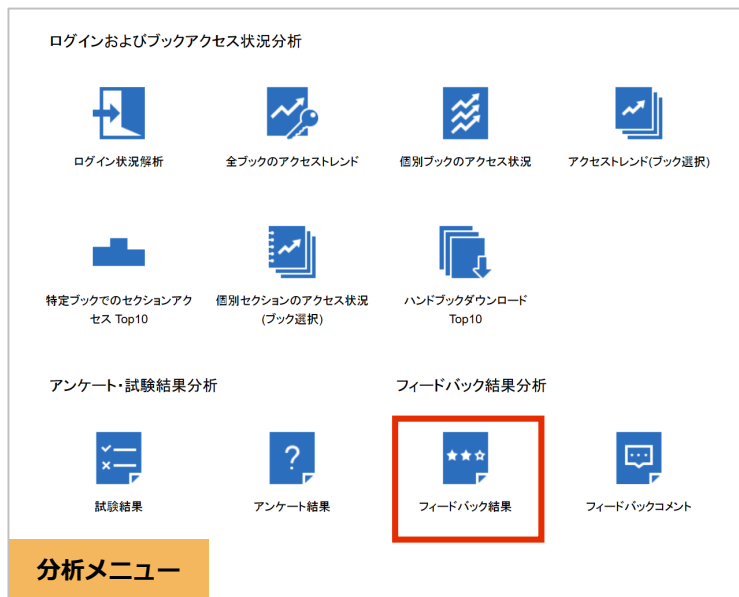 ログインおよびブックアクセス状況分析
ログイン状況解析
全ブックのアクセストレンド
個別ブックのアクセス状況
アクセストレンド(ブック選択)
特定ブックでのセクションアク
セス Top10
個別セクションのアクセス状況
(ブック選択)
ハンドブックダウンロード
Top10
アンケート・試験結果分析
フィードバック結果分析
試験結果
アンケート結果
フィードバック結果
フィードバックコメント
分析メニュー